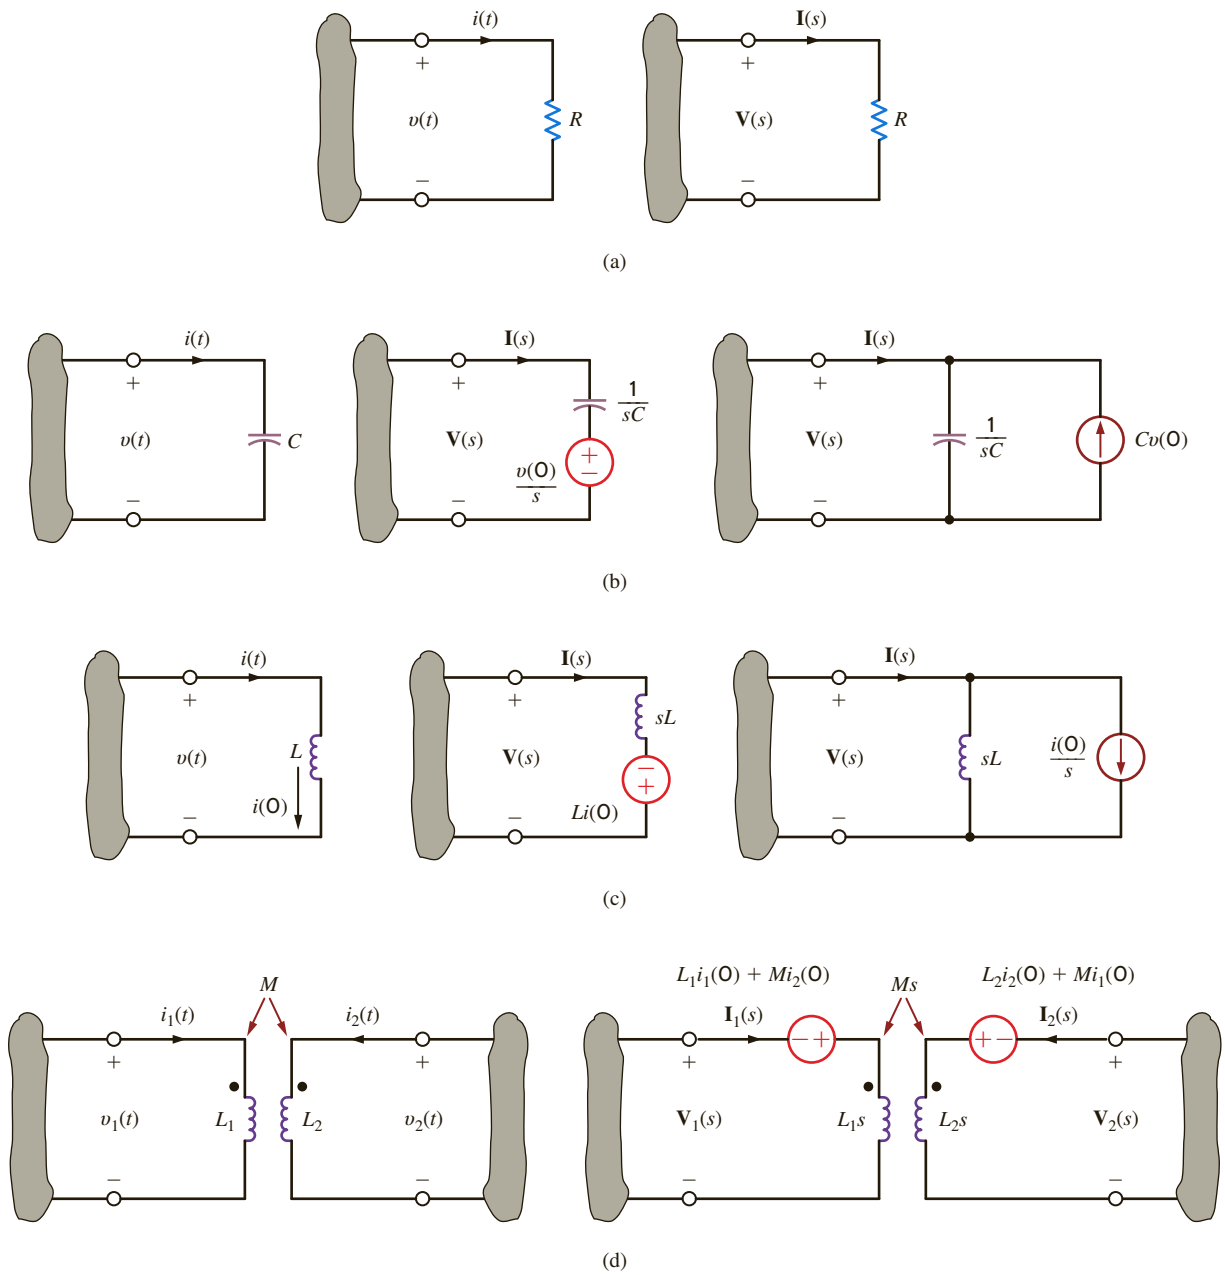 i(t) I(s)
+ +
v(t) R V(s) R
− −
(a)
i(t) I(s) I(s)
+ + +
1
sC
v(t) C V(s) V(s) 1
sC
Cv(0)
+
−
v(0)
s
− − −
(b)
i(t) I(s) I(s)
+ + +
sL
v(t) L V(s) V(s) sL i(0)
s
−
+
i(0) Li(0)
− − −
(c)
L1i1(0) + Mi2(0) L2i2(0) + Mi1(0)
M Ms
i1(t) i2(t) I1(s) I2(s)
− + + −
+ + + +
v1(t) L1 L2 v2(t) V1(s) L1s L2s V2(s)
− − − −
(d)